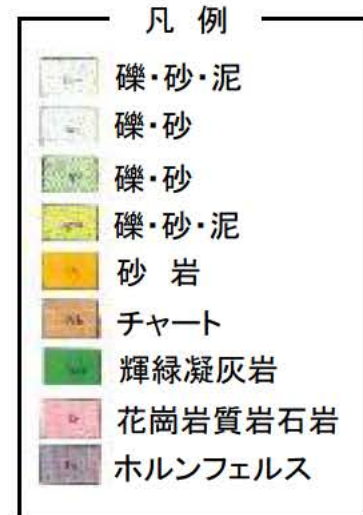 凡 例
礫・砂・泥
礫・砂
礫・砂
礫・砂・泥
砂 岩
チャート
輝緑凝灰岩
花崗岩質岩石岩
ホルンフェルス